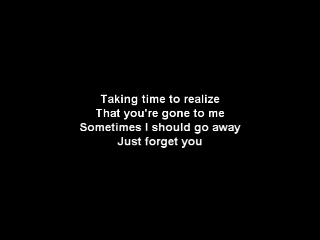 Taking time to realize
That you're gone to me
Sometimes I should go away
Just forget you